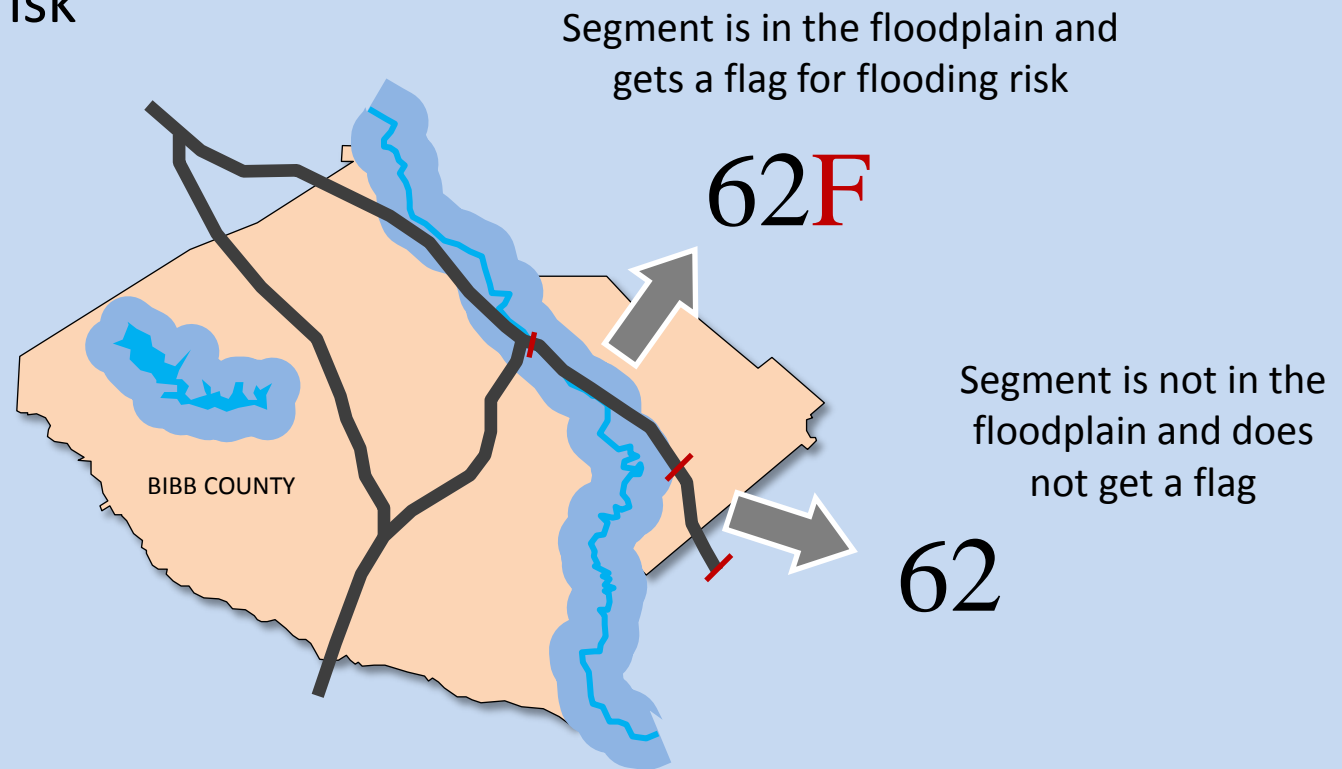 isk
Segment is in the floodplain and
gets a flag for flooding risk
62F
Segment is not in the
floodplain and does
not get a flag
BIBB COUNTY
62